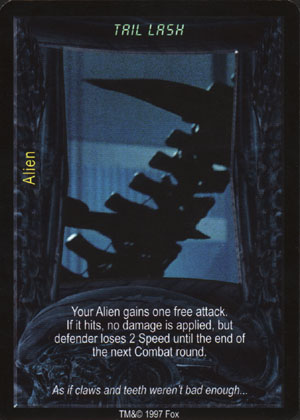 TAIL LASH
Alien
Your Alien gains one free attack.
If it hits, no damage is applied, but
defender loses 2 Speed until the end of
the next Combat round.
As if claws and teeth weren't bad enough...
TM&© 1997 Fox